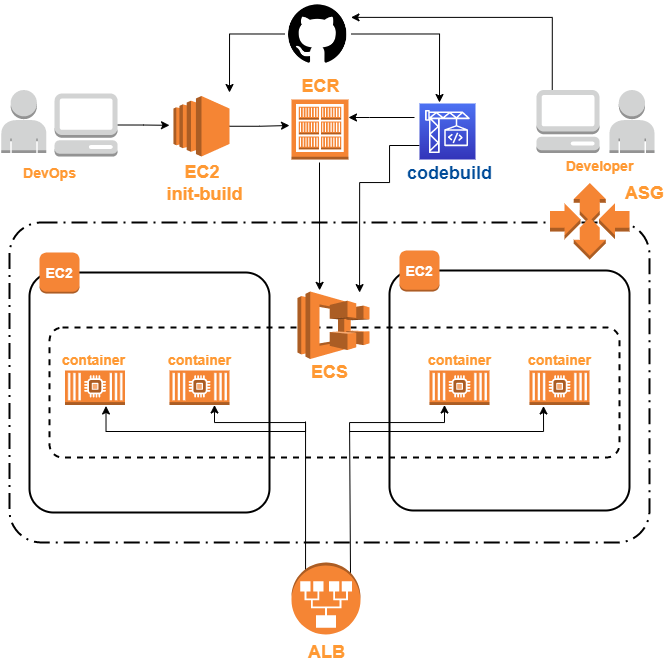 ECR
DevOps
EC2
init-build
codebuild
Developer
ASG
EC2
EC2
container
container
container
container
ECS
ALB